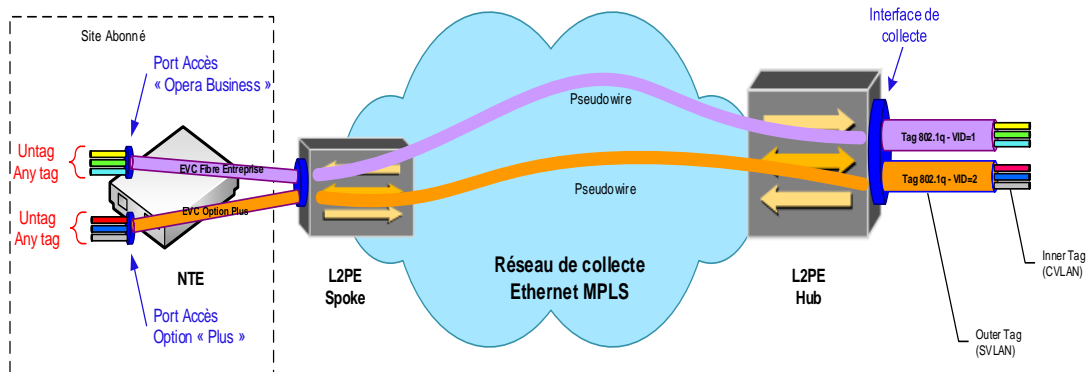 Site Abonné
Port Accès
« Opera Business »
Untag
Any tag
EVC Fibre Entreprise
EVC Option Plus
Untag
Any tag
NTE
Port Accès
Option « Plus »
L2PE
Spoke
Pseudowire
Pseudowire
Réseau de collecte
Ethernet MPLS
Interface de
collecte
Tag 802.1q - VID=1
Tag 802.1q - VID=2
L2PE
Hub
Inner Tag
(CVLAN)
Outer Tag
(SVLAN)